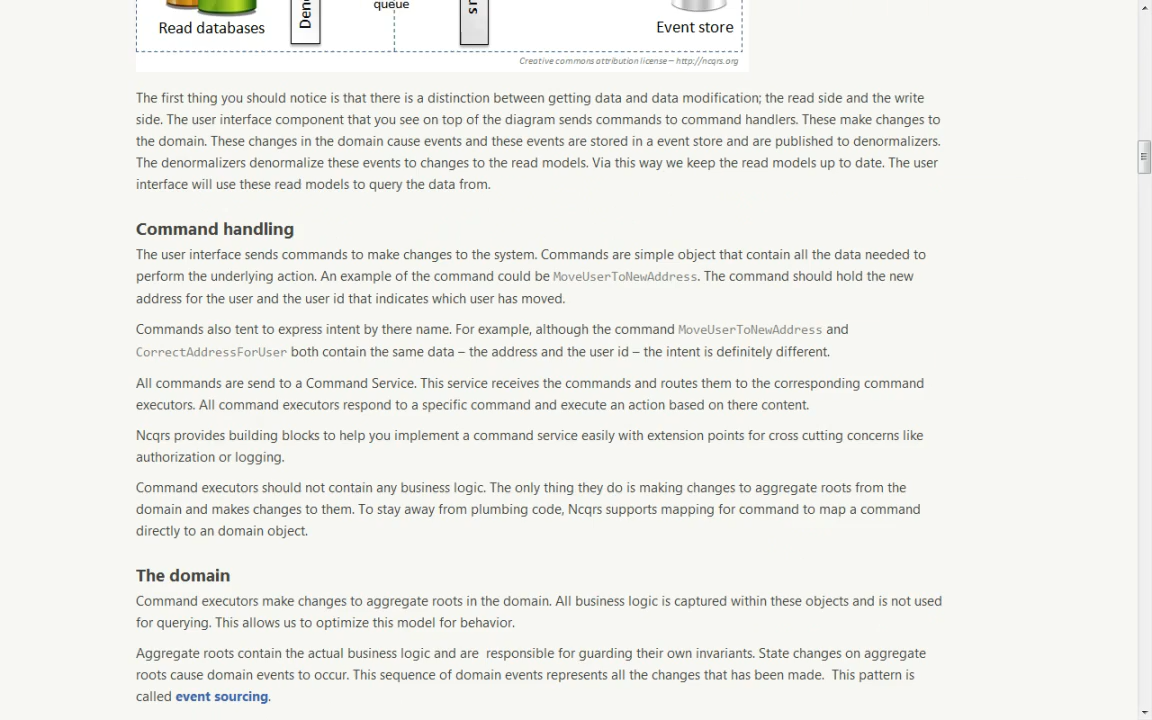 queue
Read databases
Event store
Creative commons attribution license – http://ncqrs.org
The first thing you should notice is that there is a distinction between getting data and data modification; the read side and the write
side. The user interface component that you see on top of the diagram sends commands to command handlers. These make changes to
the domain. These changes in the domain cause events and these events are stored in a event store and are published to denormalizers.
The denormalizers denormalize these events to changes to the read models. Via this way we keep the read models up to date. The user
interface will use these read models to query the data from.
Command handling
The user interface sends commands to make changes to the system. Commands are simple object that contain all the data needed to
perform the underlying action. An example of the command could be MoveUserToNewAddress. The command should hold the new
address for the user and the user id that indicates which user has moved.
Commands also tent to express intent by there name. For example, although the command MoveUserToNewAddress and
CorrectAddressForUser both contain the same data – the address and the user id – the intent is definitely different.
All commands are send to a Command Service. This service receives the commands and routes them to the corresponding command
executors. All command executors respond to a specific command and execute an action based on there content.
Ncqrs provides building blocks to help you implement a command service easily with extension points for cross cutting concerns like
authorization or logging.
Command executors should not contain any business logic. The only thing they do is making changes to aggregate roots from the
domain and makes changes to them. To stay away from plumbing code, Ncqrs supports mapping for command to map a command
directly to an domain object.
The domain
Command executors make changes to aggregate roots in the domain. All business logic is captured within these objects and is not used
for querying. This allows us to optimize this model for behavior.
Aggregate roots contain the actual business logic and are  responsible for guarding their own invariants. State changes on aggregate
roots cause domain events to occur. This sequence of domain events represents all the changes that has been made.  This pattern is
called event sourcing.